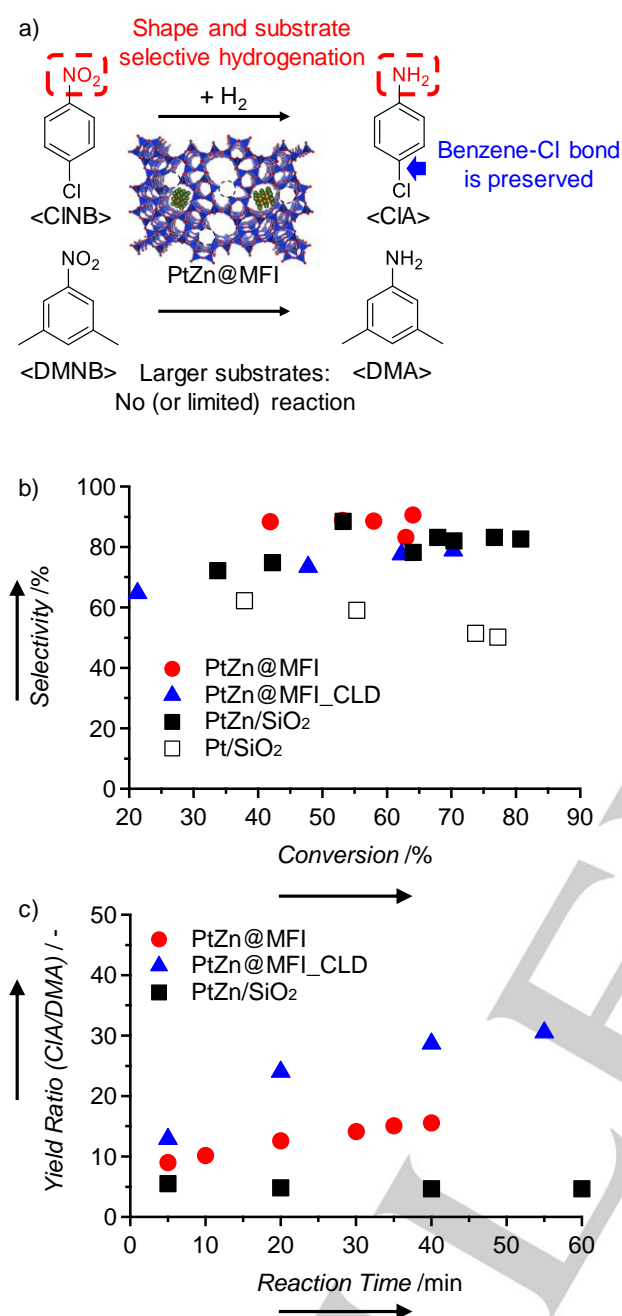 a)
Shape and substrate
selective hydrogenation
NO2
NH2
+ H2
Benzene-Cl bond
is preserved
Cl
Cl
<ClNB>
<ClA>
NO2
NH2
PtZn@MFI
<DMNB>
<DMA>
Larger substrates:
No (or limited) reaction
b)
100
80
60
40
20
0
Selectivity /%
PtZn@MFI
PtZn@MFI_CLD
PtZn/SiO2
Pt/SiO2
20 30 40 50 60 70 80 90
Conversion /%
c)
50
40
30
20
10
0
Yield Ratio (ClA/DMA) / -
PtZn@MFI
PtZn@MFI_CLD
PtZn/SiO2
0 10 20 30 40 50 60
Reaction Time /min